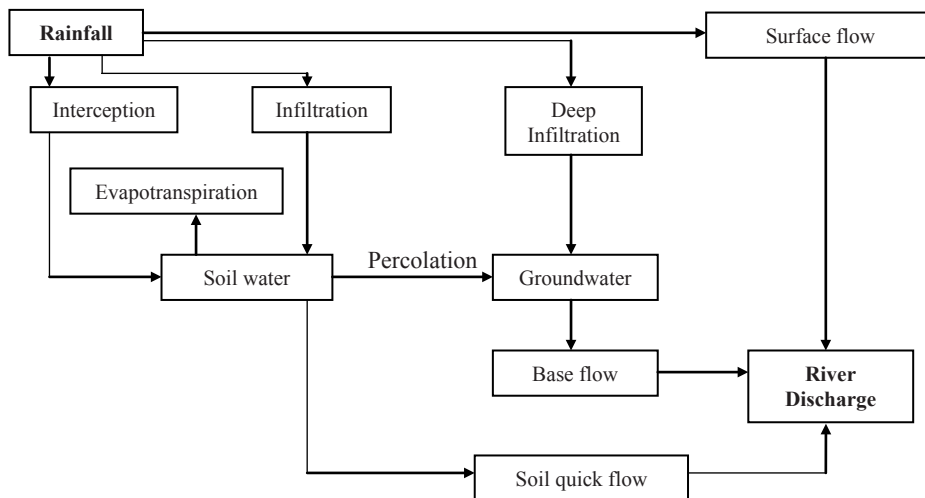 Rainfall
Surface flow
Interception
Infiltration
Deep
Infiltration
Evapotranspiration
Soil water
Percolation
Groundwater
Base flow
River
Discharge
Soil quick flow